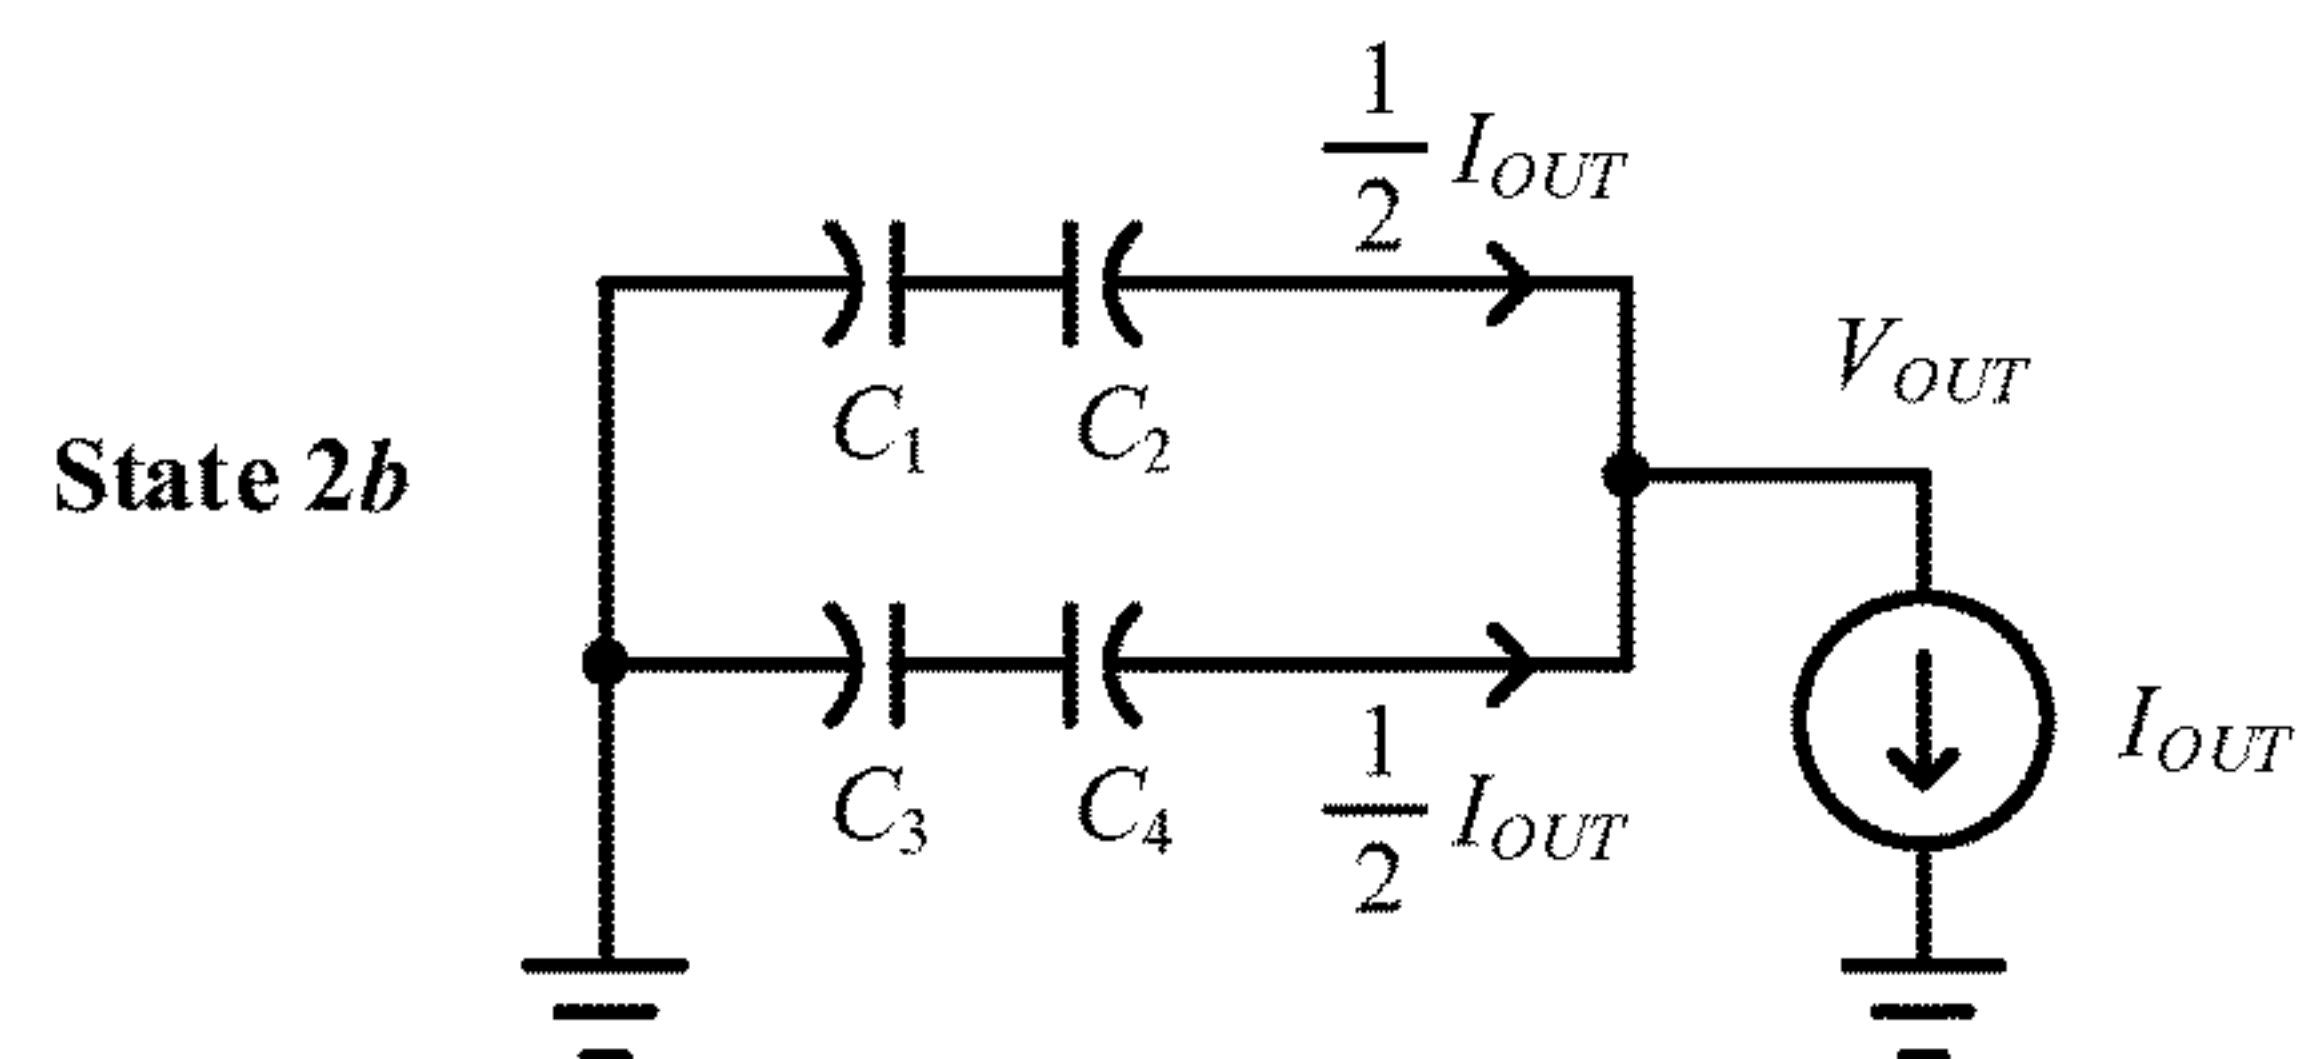 1
2 I_OUT
V_OUT
C_1 C_2
State 2b
C_3 C_4
1
2 I_OUT
I_OUT